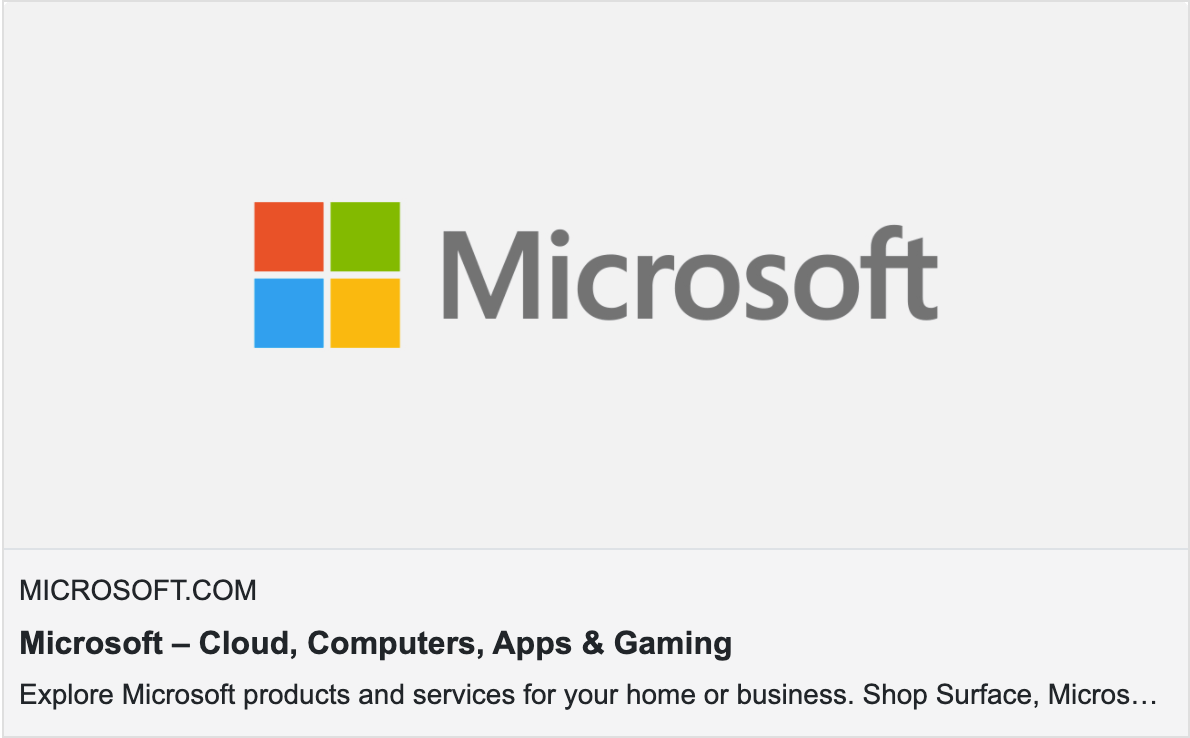 Microsoft
MICROSOFT.COM
Microsoft – Cloud, Computers, Apps & Gaming
Explore Microsoft products and services for your home or business. Shop Surface, Micros…